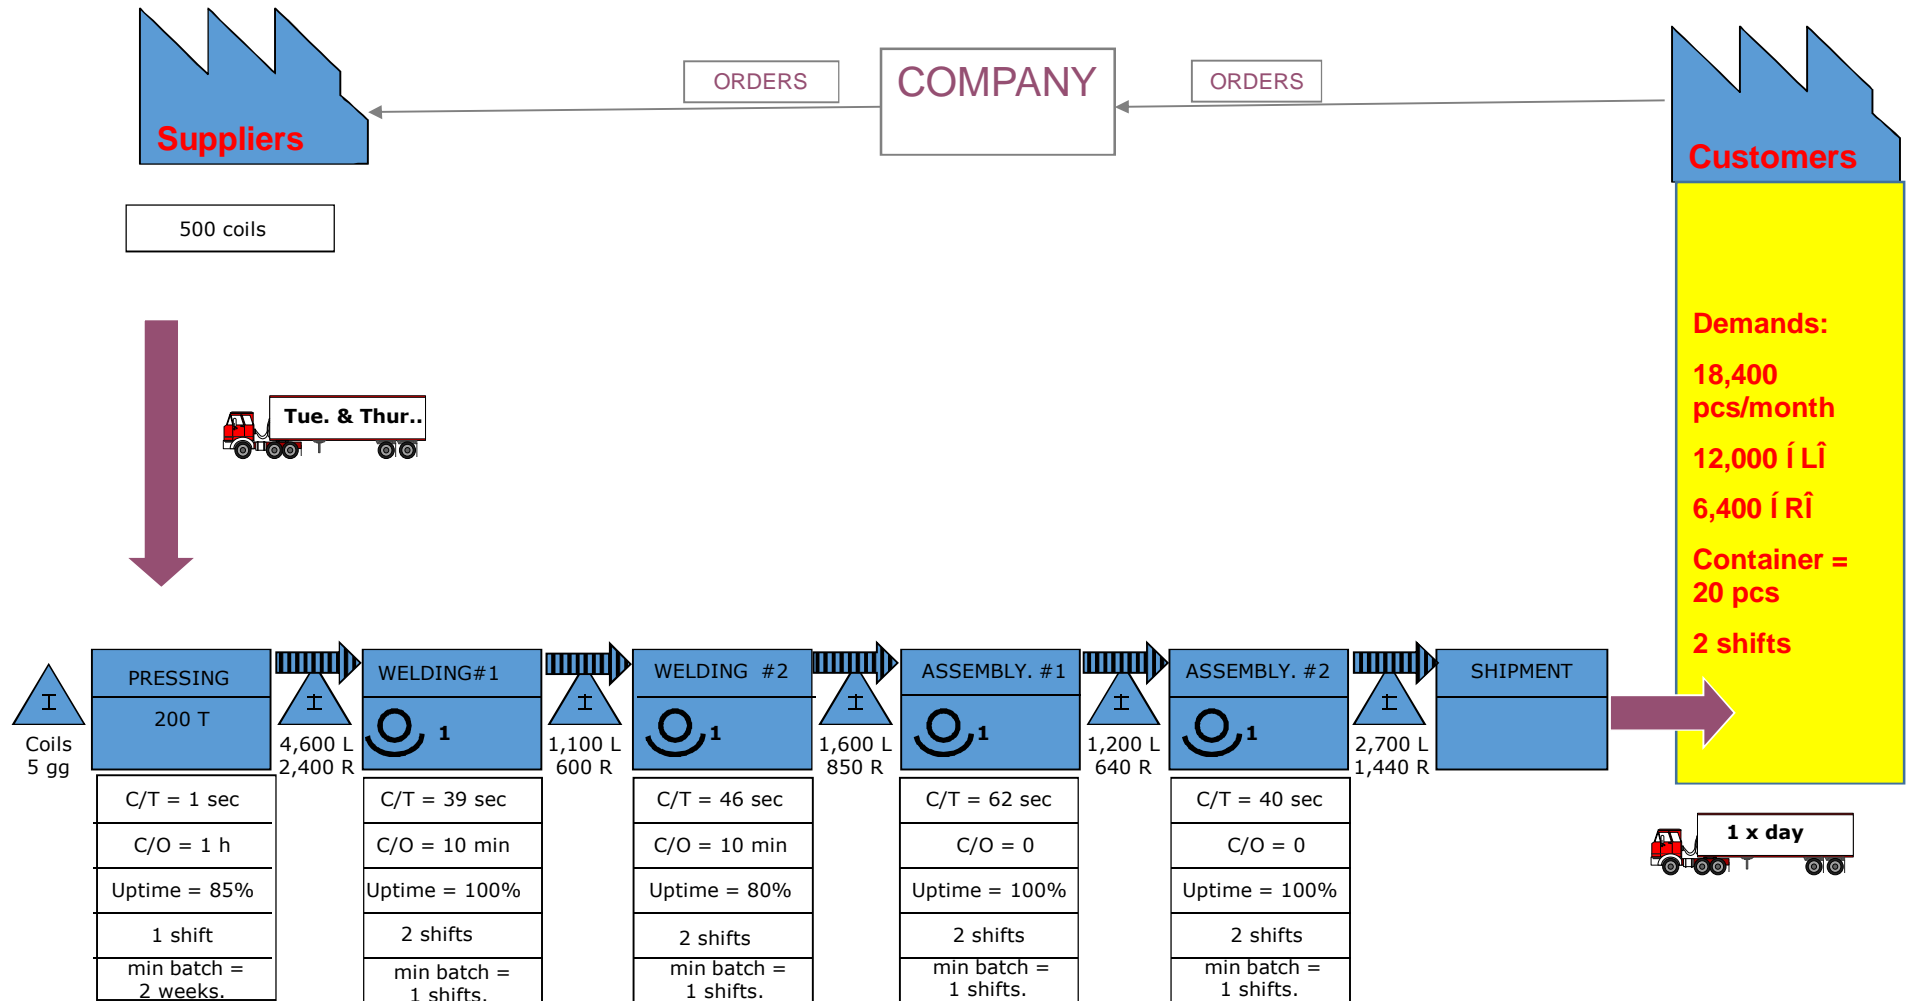 ORDERS
COMPANY
ORDERS
Suppliers
Customers
500 coils
Tue. & Thur..
Demands:
18,400
pcs/month
12,000 Í LÎ
6,400 Í RÎ
Container =
20 pcs
2 shifts
I
Coils
5 gg
PRESSING
200 T
I
4,600 L
2,400 R
WELDING#1
1
I
1,100 L
600 R
WELDING #2
1
I
1,600 L
850 R
ASSEMBLY. #1
1
I
1,200 L
640 R
ASSEMBLY. #2
1
I
2,700 L
1,440 R
SHIPMENT
C/T = 1 sec
C/O = 1 h
Uptime = 85%
1 shift
min batch =
2 weeks.
C/T = 39 sec
C/O = 10 min
Uptime = 100%
2 shifts
min batch =
1 shifts.
C/T = 46 sec
C/O = 10 min
Uptime = 80%
2 shifts
min batch =
1 shifts.
C/T = 62 sec
C/O = 0
Uptime = 100%
2 shifts
min batch =
1 shifts.
C/T = 40 sec
C/O = 0
Uptime = 100%
2 shifts
min batch =
1 shifts.
1 x day